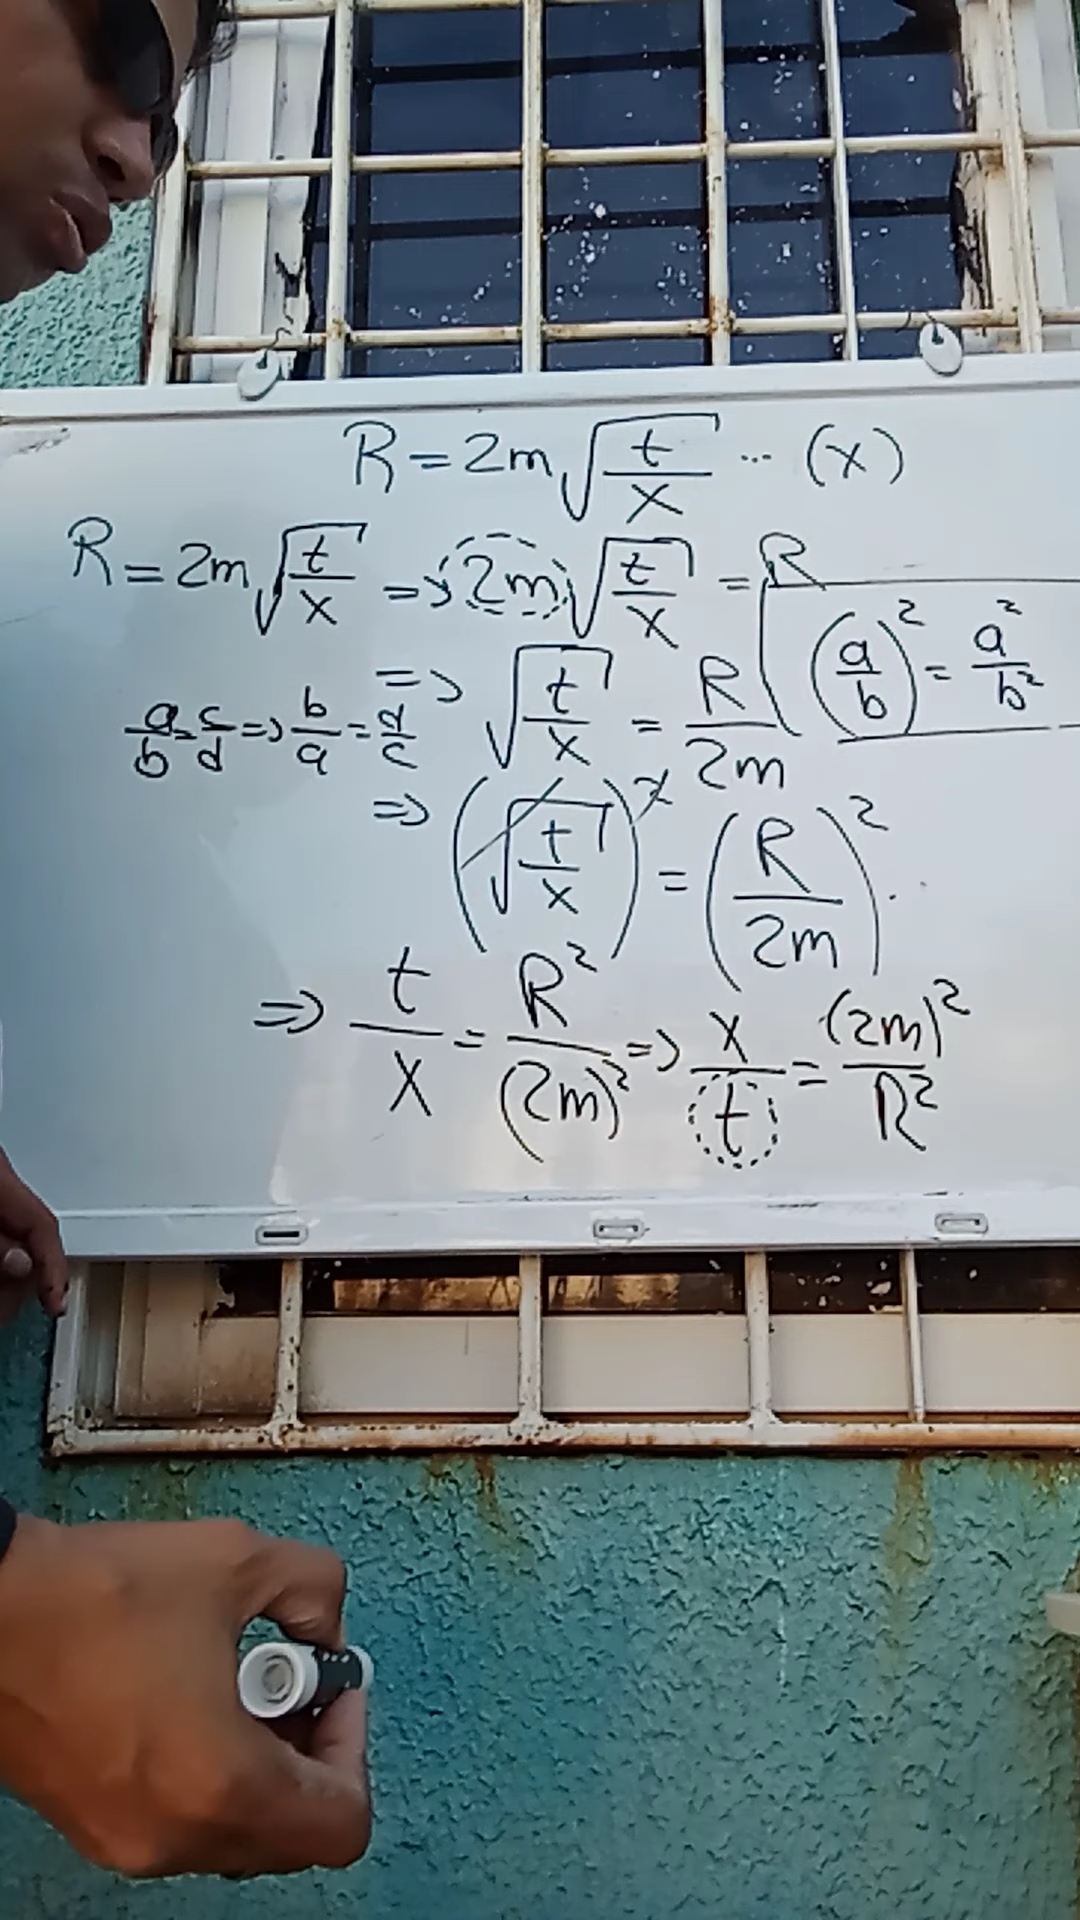 R = 2m√(t/x) ... (x)
R = 2m√(t/x) => 2m√(t/x) = R
(a/b)² = a²/b²
=> √(t/x) = R/2m
a/b = c/d => b/a = d/c
=> (√(t/x))² = (R/2m)²
=> t/x = R²/(2m)² => x/t = (2m)²/R²